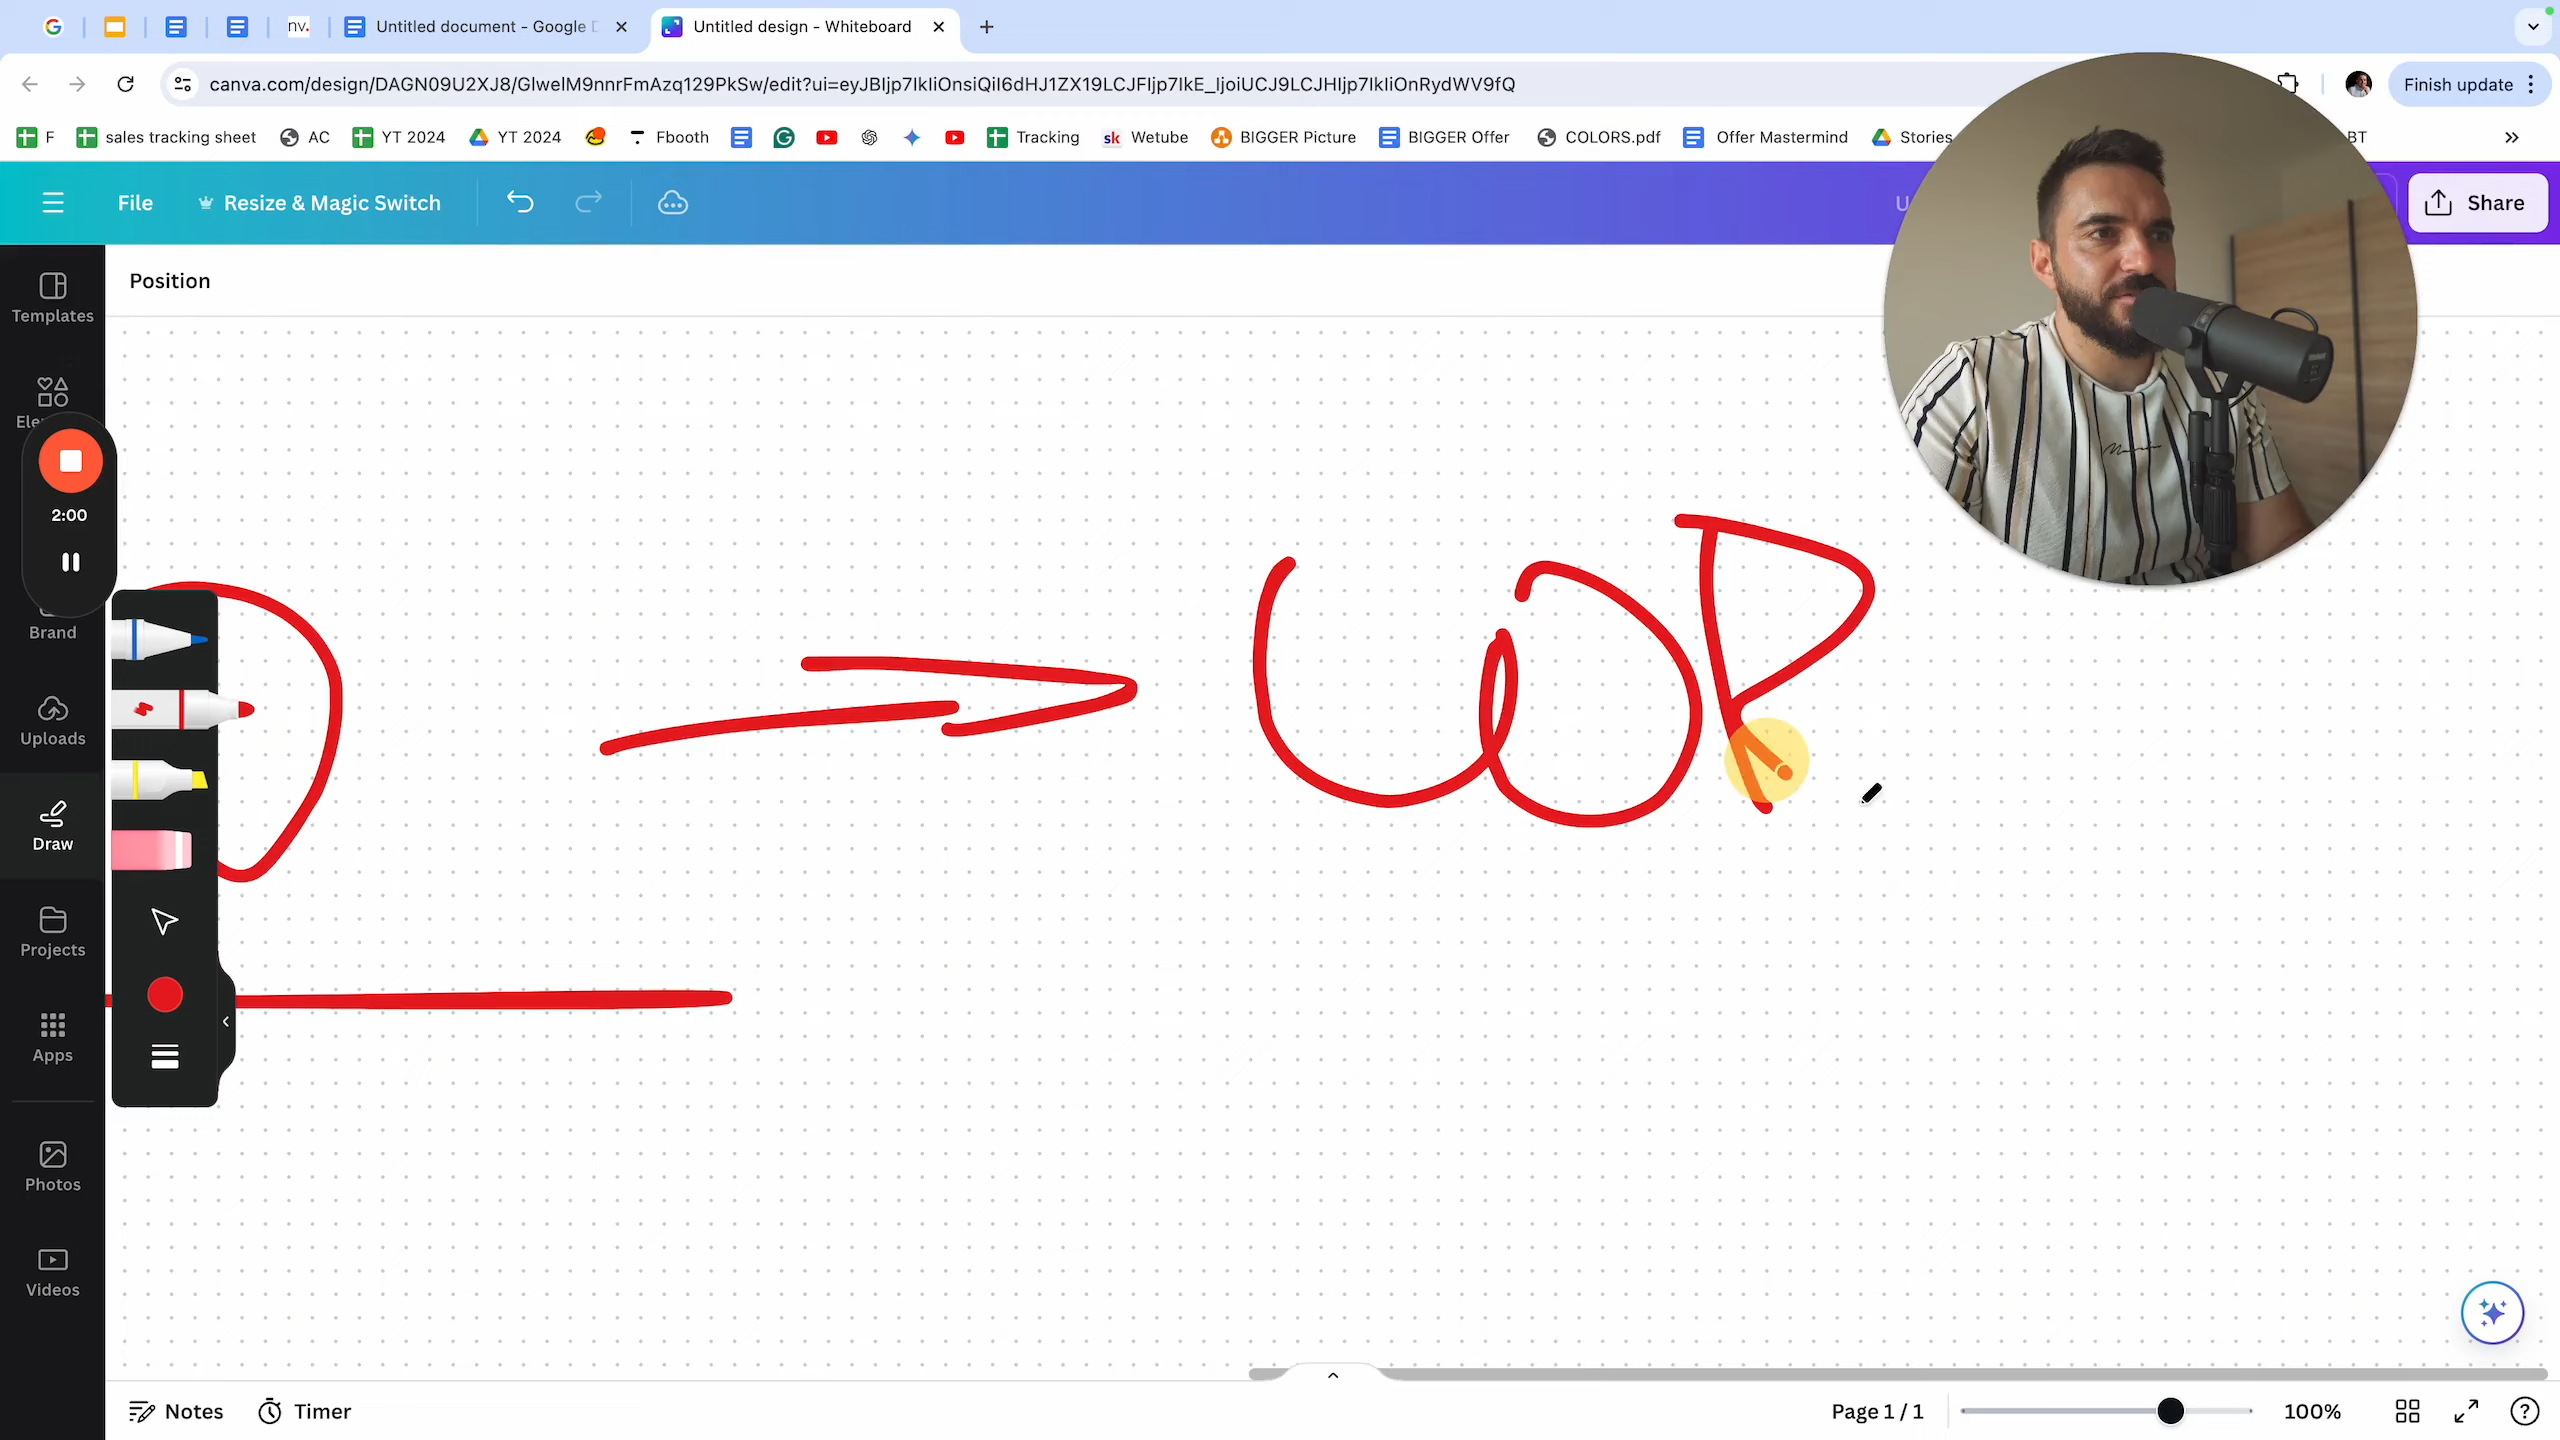 Untitled document - Google D
Untitled design - Whiteboard
canva.com/design/DAGN09U2XJ8/GlwelM9nnrFmAzq129PkSw/edit?ui=eyJBIjp7IkIiOnsiQiI6dHJ1ZX19LCJFIjp7IkE_IjoiUCJ9LCJHIjp7IkIiOnRydWV9fQ
Finish update
F
sales tracking sheet
AC
YT 2024
YT 2024
Fbooth
Tracking
sk Wetube
BIGGER Picture
BIGGER Offer
COLORS.pdf
Offer Mastermind
Stories
BT
File
Resize & Magic Switch
Share
Position
Templates
2:00
Brand
Uploads
Draw
Projects
Apps
Photos
Videos
WOR
Notes
Timer
Page 1 / 1
100%